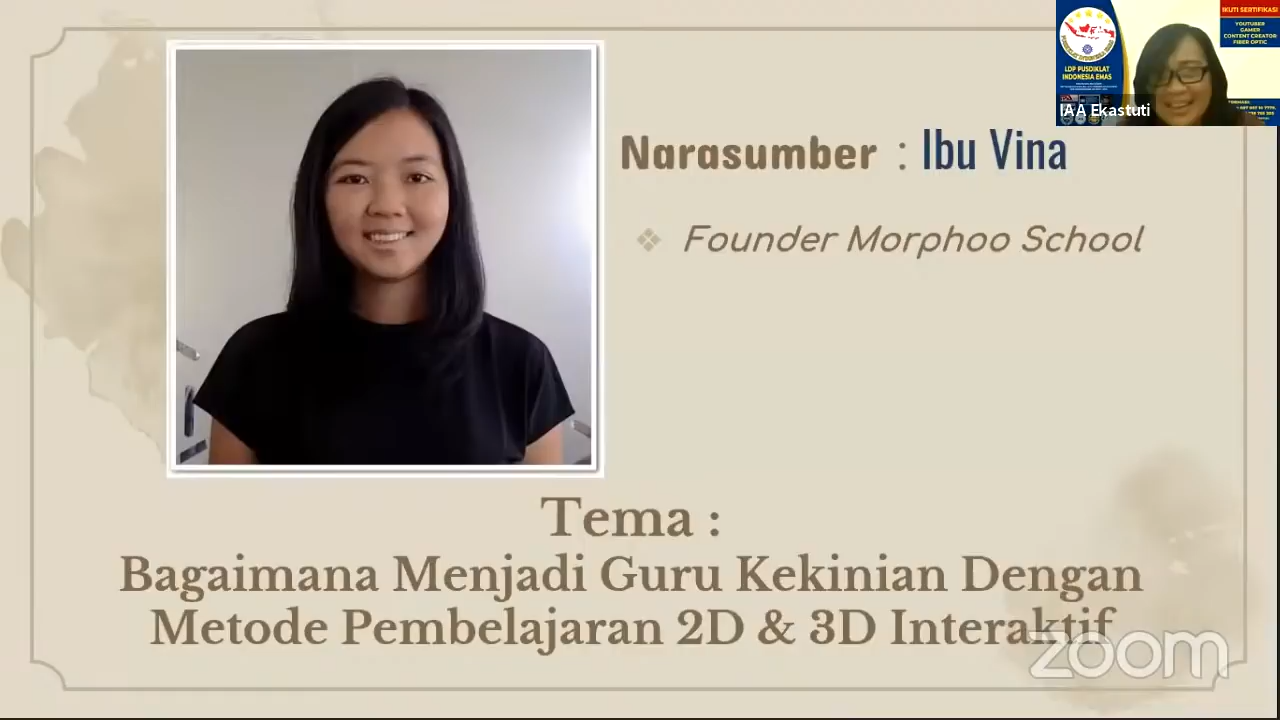 IKUTI SERTIFIKASI
YOUTUBER
GAMER
CONTENT CREATOR
FIBER OPTIC
LDP PUSDIKLAT
INDONESIA EMAS
IAA Ekastuti
Narasumber : Ibu Vina
Founder Morphoo School
Tema :
Bagaimana Menjadi Guru Kekinian Dengan
Metode Pembelajaran 2D & 3D Interaktif
zoom